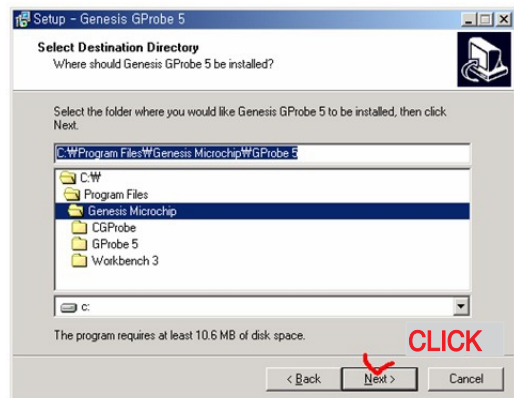 Setup - Genesis GProbe 5
Select Destination Directory
Where should Genesis GProbe 5 be installed?
Select the folder where you would like Genesis GProbe 5 to be installed, then click
Next.
C:₩Program Files₩Genesis Microchip₩GProbe 5
C:₩
Program Files
Genesis Microchip
CGProbe
GProbe 5
Workbench 3
c:
The program requires at least 10.6 MB of disk space.
CLICK
< Back
Next >
Cancel